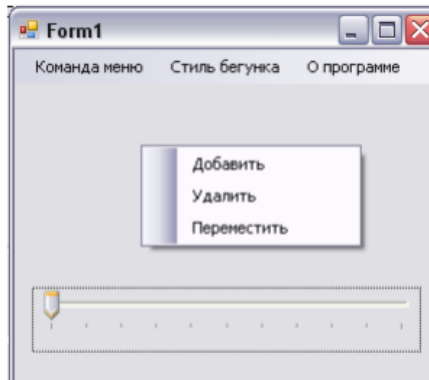 Form1
Команда меню Стиль бегунка О программе
Добавить
Удалить
Переместить